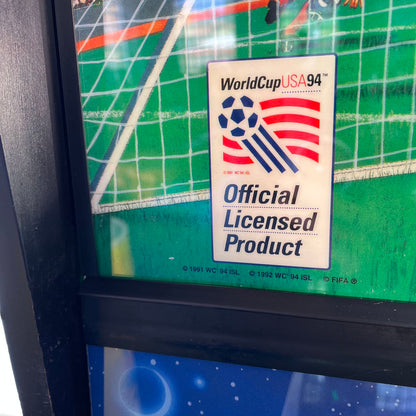 WorldCupUSA94™
Official
Licensed
Product
© 1991 WC'94 ISL © 1992 WC'94 ISL © FIFA ®